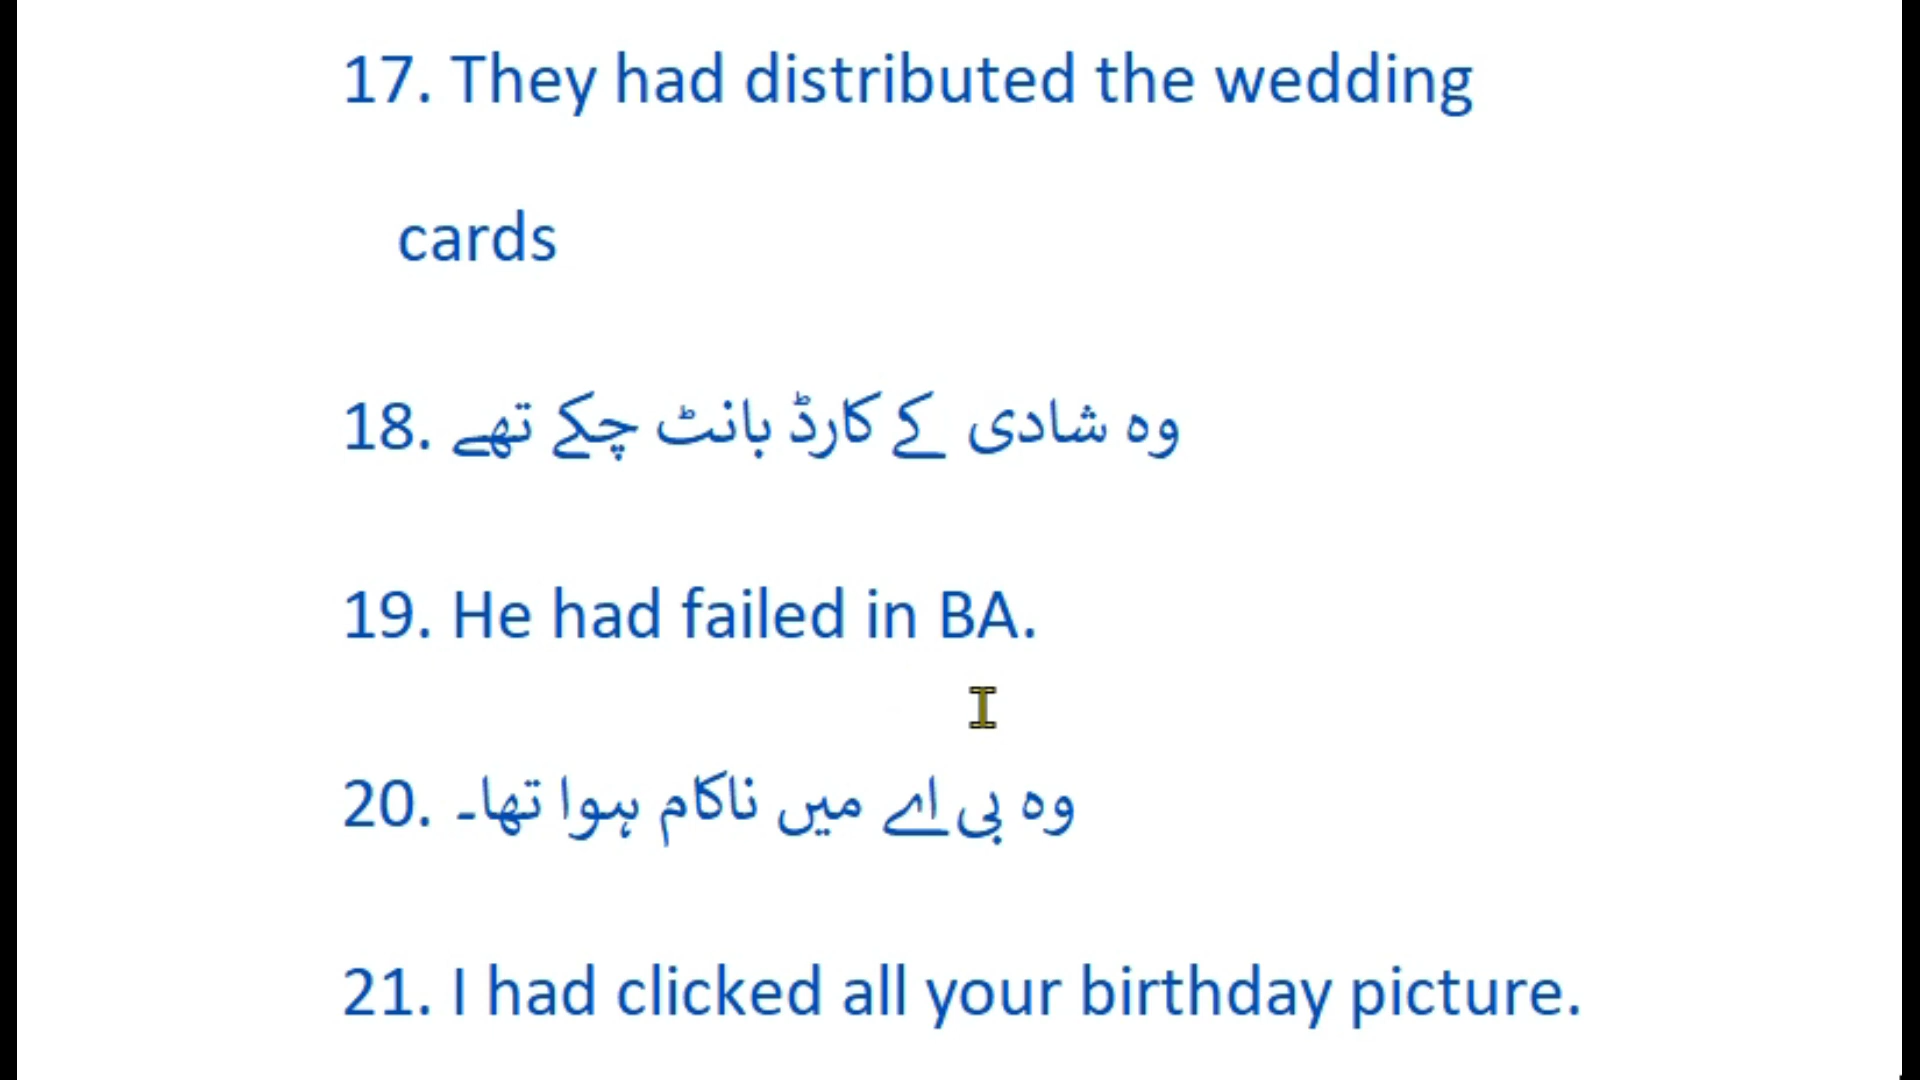 17. They had distributed the wedding
cards
18. وہ شادی کے کارڈ بانٹ چکے تھے
19. He had failed in BA.
20. وہ بی اے میں ناکام ہوا تھا۔
21. I had clicked all your birthday picture.